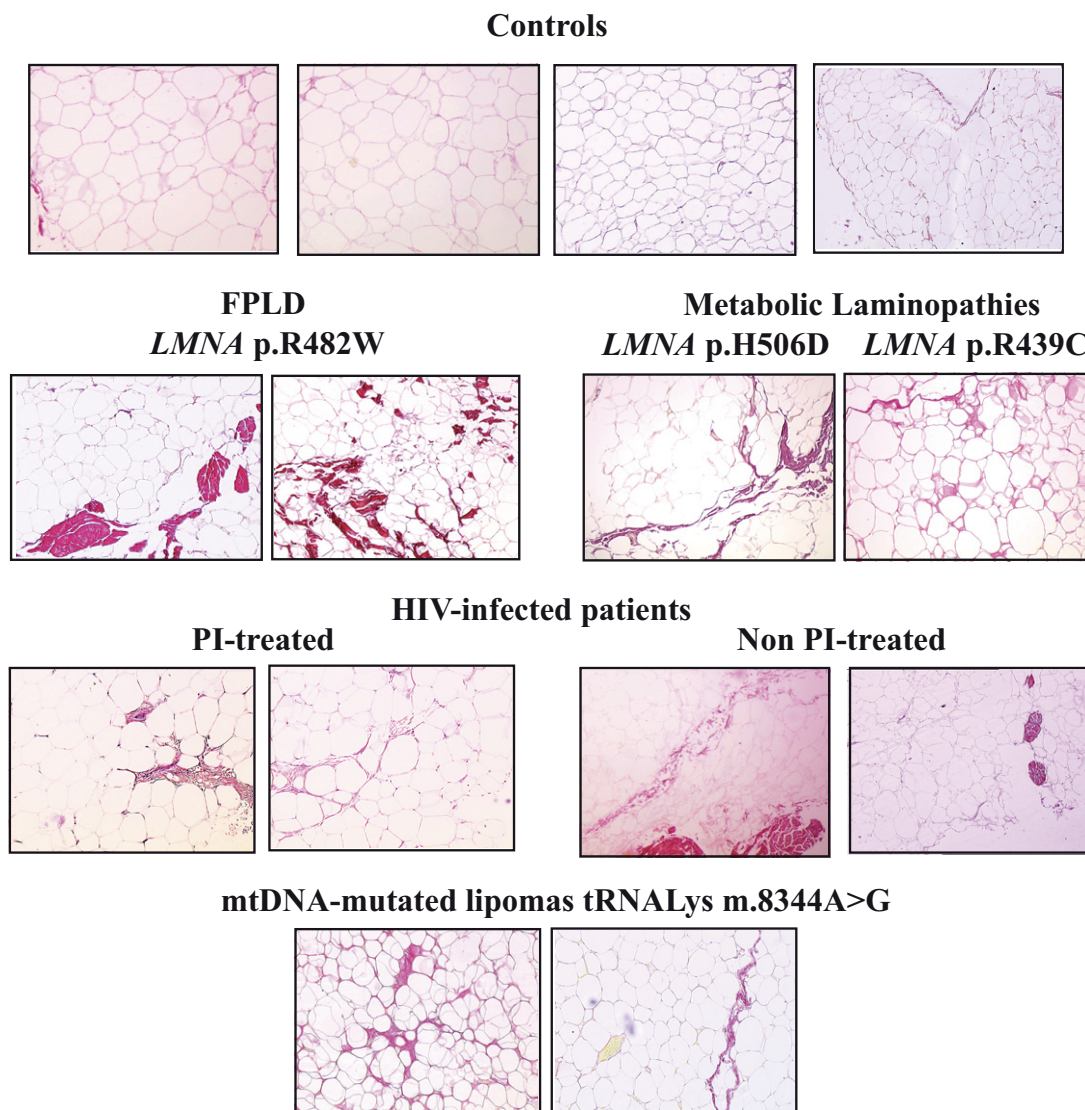 Controls
FPLD
LMNA p.R482W
Metabolic Laminopathies
LMNA p.H506D LMNA p.R439C
HIV-infected patients
PI-treated
Non PI-treated
mtDNA-mutated lipomas tRNALys m.8344A>G